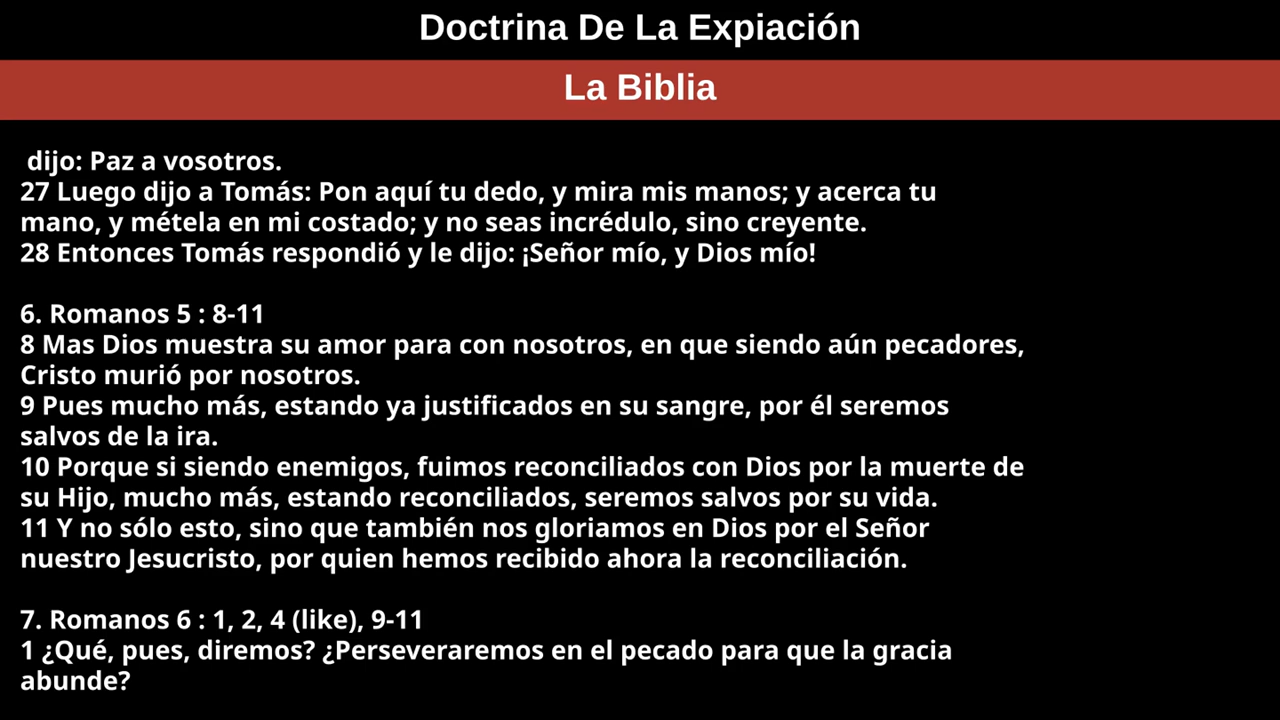 Doctrina De La Expiación
La Biblia
dijo: Paz a vosotros.
27 Luego dijo a Tomás: Pon aquí tu dedo, y mira mis manos; y acerca tu
mano, y métela en mi costado; y no seas incrédulo, sino creyente.
28 Entonces Tomás respondió y le dijo: ¡Señor mío, y Dios mío!
6. Romanos 5 : 8-11
8 Mas Dios muestra su amor para con nosotros, en que siendo aún pecadores,
Cristo murió por nosotros.
9 Pues mucho más, estando ya justificados en su sangre, por él seremos
salvos de la ira.
10 Porque si siendo enemigos, fuimos reconciliados con Dios por la muerte de
su Hijo, mucho más, estando reconciliados, seremos salvos por su vida.
11 Y no sólo esto, sino que también nos gloriamos en Dios por el Señor
nuestro Jesucristo, por quien hemos recibido ahora la reconciliación.
7. Romanos 6 : 1, 2, 4 (like), 9-11
1 ¿Qué, pues, diremos? ¿Perseveraremos en el pecado para que la gracia
abunde?